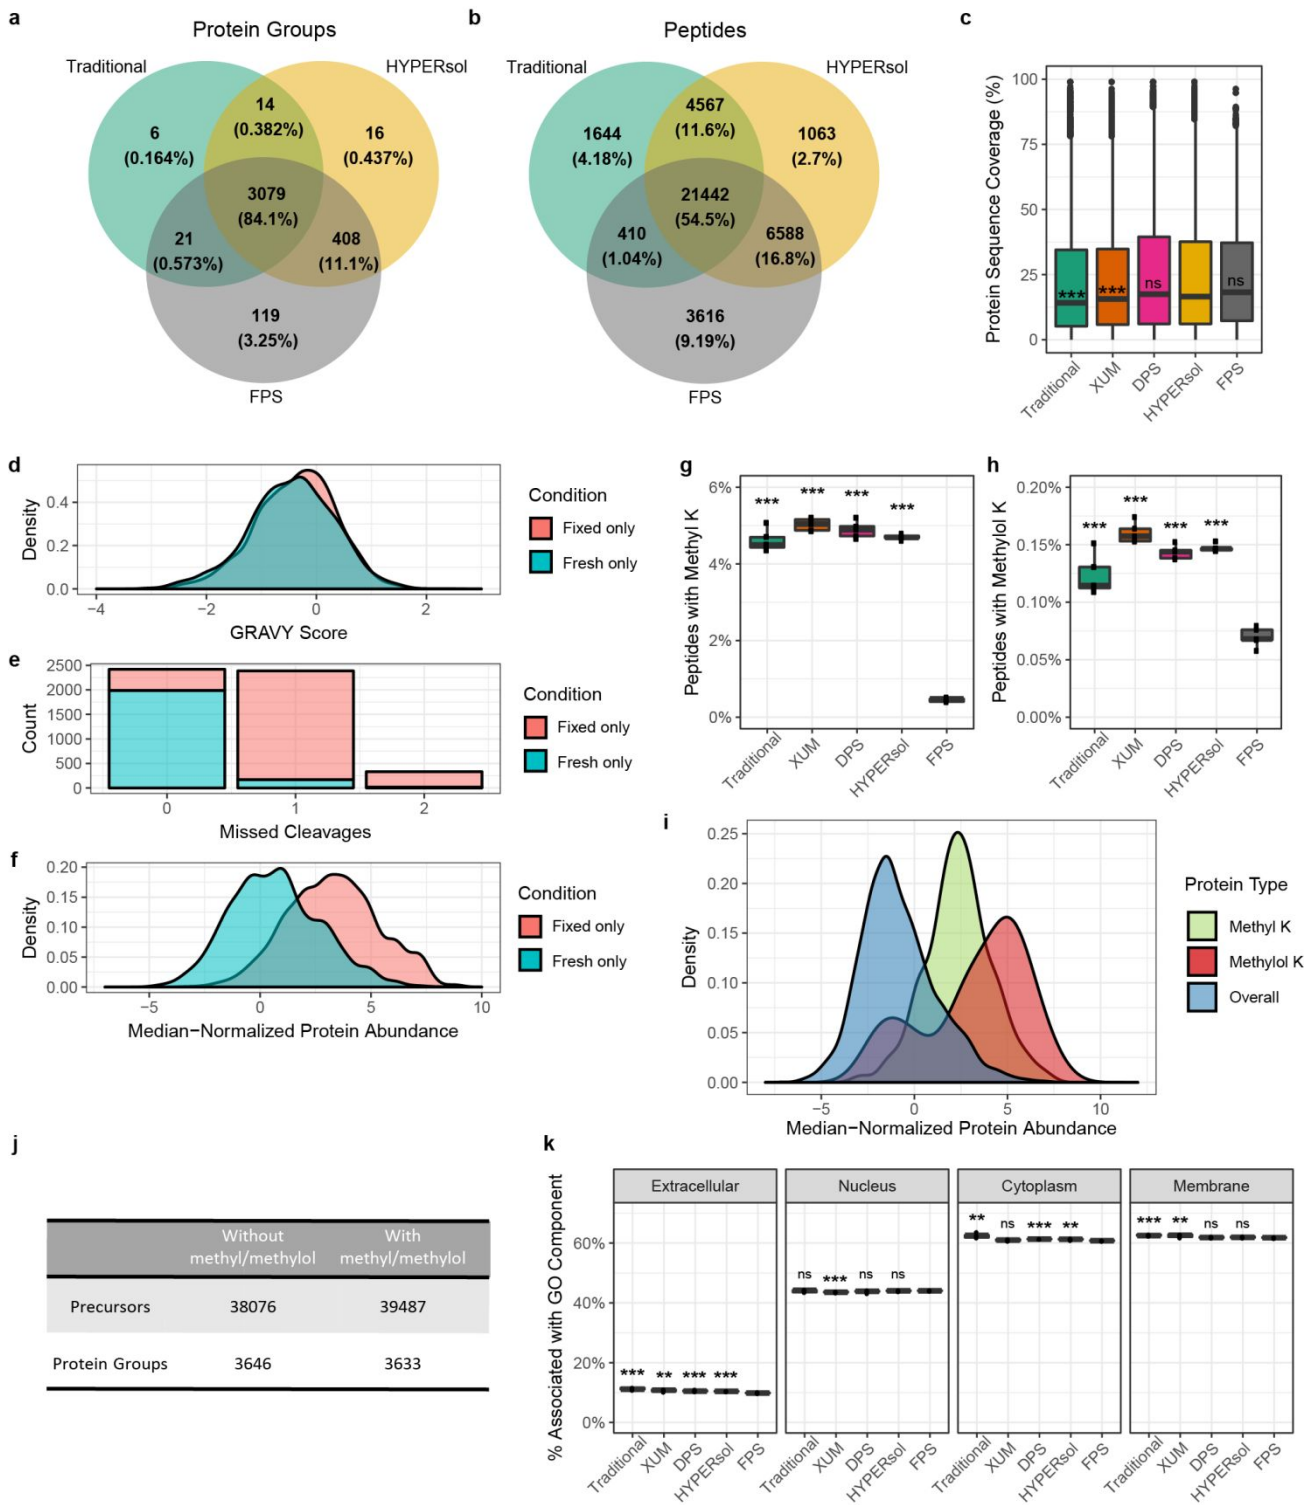 a
Protein Groups
Traditional
HYPERsol
14
(0.382%)
6
(0.164%)
16
(0.437%)
3079
(84.1%)
21
(0.573%)
408
(11.1%)
119
(3.25%)
FPS
b
Peptides
Traditional
HYPERsol
4567
(11.6%)
1644
(4.18%)
1063
(2.7%)
21442
(54.5%)
410
(1.04%)
6588
(16.8%)
3616
(9.19%)
FPS
c
Protein Sequence Coverage (%)
100
75
50
25
0
***
***
ns
ns
Traditional
XUM
DPS
HYPERsol
FPS
d
Density
0.4
0.2
0.0
−4
−2
0
2
GRAVY Score
Condition
Fixed only
Fresh only
e
Count
2500
2000
1500
1000
500
0
0
1
2
Missed Cleavages
Condition
Fixed only
Fresh only
f
Density
0.20
0.15
0.10
0.05
0.00
−5
0
5
10
Median−Normalized Protein Abundance
Condition
Fixed only
Fresh only
g
Peptides with Methyl K
6%
4%
2%
0%
***
***
***
***
Traditional
XUM
DPS
HYPERsol
FPS
h
Peptides with Methylol K
0.20%
0.15%
0.10%
0.05%
0.00%
***
***
***
***
Traditional
XUM
DPS
HYPERsol
FPS
i
Density
0.25
0.20
0.15
0.10
0.05
0.00
−5
0
5
10
Median−Normalized Protein Abundance
Protein Type
Methyl K
Methylol K
Overall
j
Without methyl/methylol
With methyl/methylol
Precursors 38076 39487
Protein Groups 3646 3633
k
% Associated with GO Component
60%
40%
20%
0%
Extracellular
*** ** *** ***
Traditional
XUM
DPS
HYPERsol
FPS
Nucleus
ns *** ns ns
Traditional
XUM
DPS
HYPERsol
FPS
Cytoplasm
** ns *** **
Traditional
XUM
DPS
HYPERsol
FPS
Membrane
*** ** ns ns
Traditional
XUM
DPS
HYPERsol
FPS